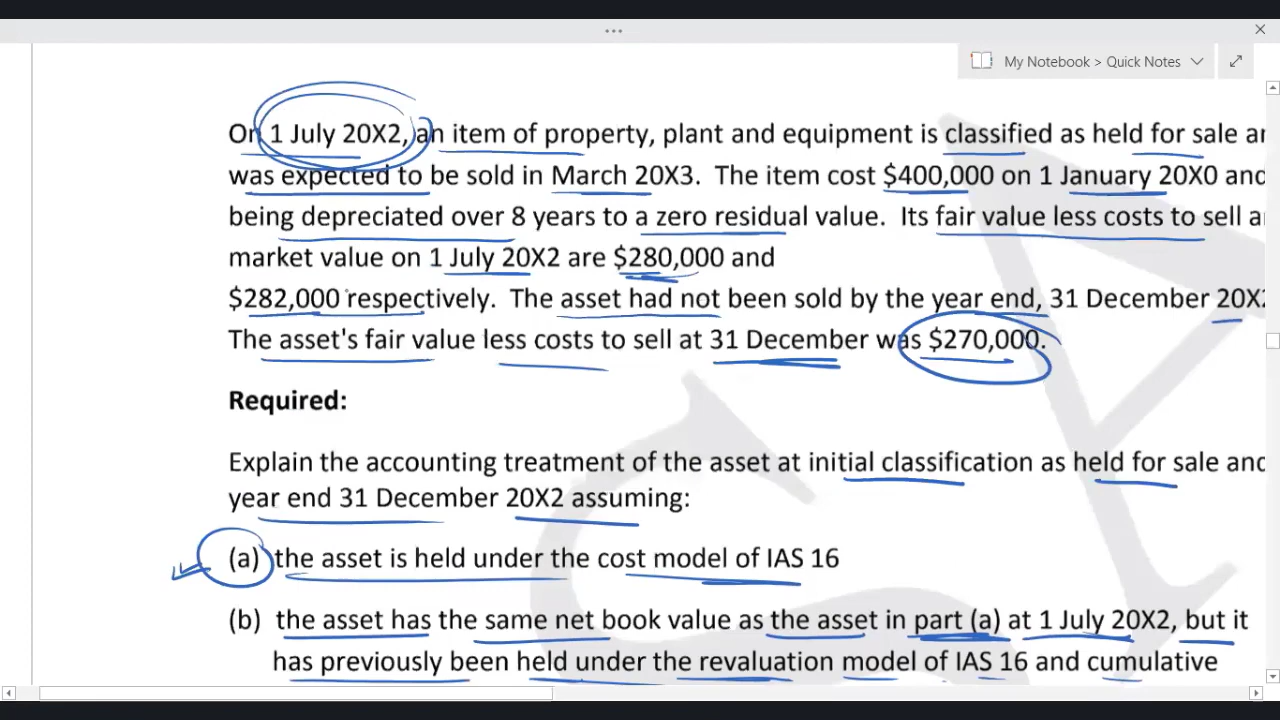 My Notebook > Quick Notes
On 1 July 20X2, an item of property, plant and equipment is classified as held for sale
was expected to be sold in March 20X3. The item cost $400,000 on 1 January 20X0 and
being depreciated over 8 years to a zero residual value. Its fair value less costs to sell
market value on 1 July 20X2 are $280,000 and
$282,000 respectively. The asset had not been sold by the year end, 31 December
The asset's fair value less costs to sell at 31 December was $270,000.
Required:
Explain the accounting treatment of the asset at initial classification as held for sale and
year end 31 December 20X2 assuming:
(a) the asset is held under the cost model of IAS 16
(b) the asset has the same net book value as the asset in part (a) at 1 July 20X2, but it
has previously been held under the revaluation model of IAS 16 and cumulative